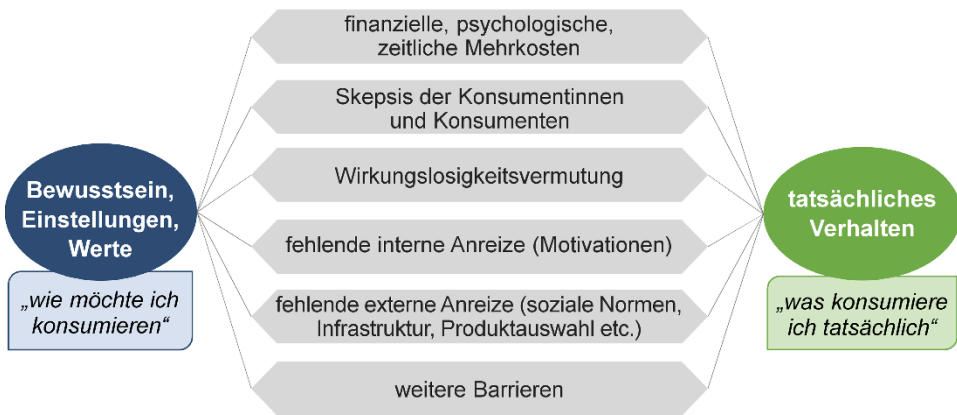 finanzielle, psychologische,
zeitliche Mehrkosten
Skepsis der Konsumentinnen
und Konsumenten
Wirkungslosigkeitsvermutung
fehlende interne Anreize (Motivationen)
fehlende externe Anreize (soziale Normen,
Infrastruktur, Produktauswahl etc.)
weitere Barrieren
Bewusstsein,
Einstellungen,
Werte
„wie möchte ich
konsumieren“
tatsächliches
Verhalten
„was konsumiere
ich tatsächlich“